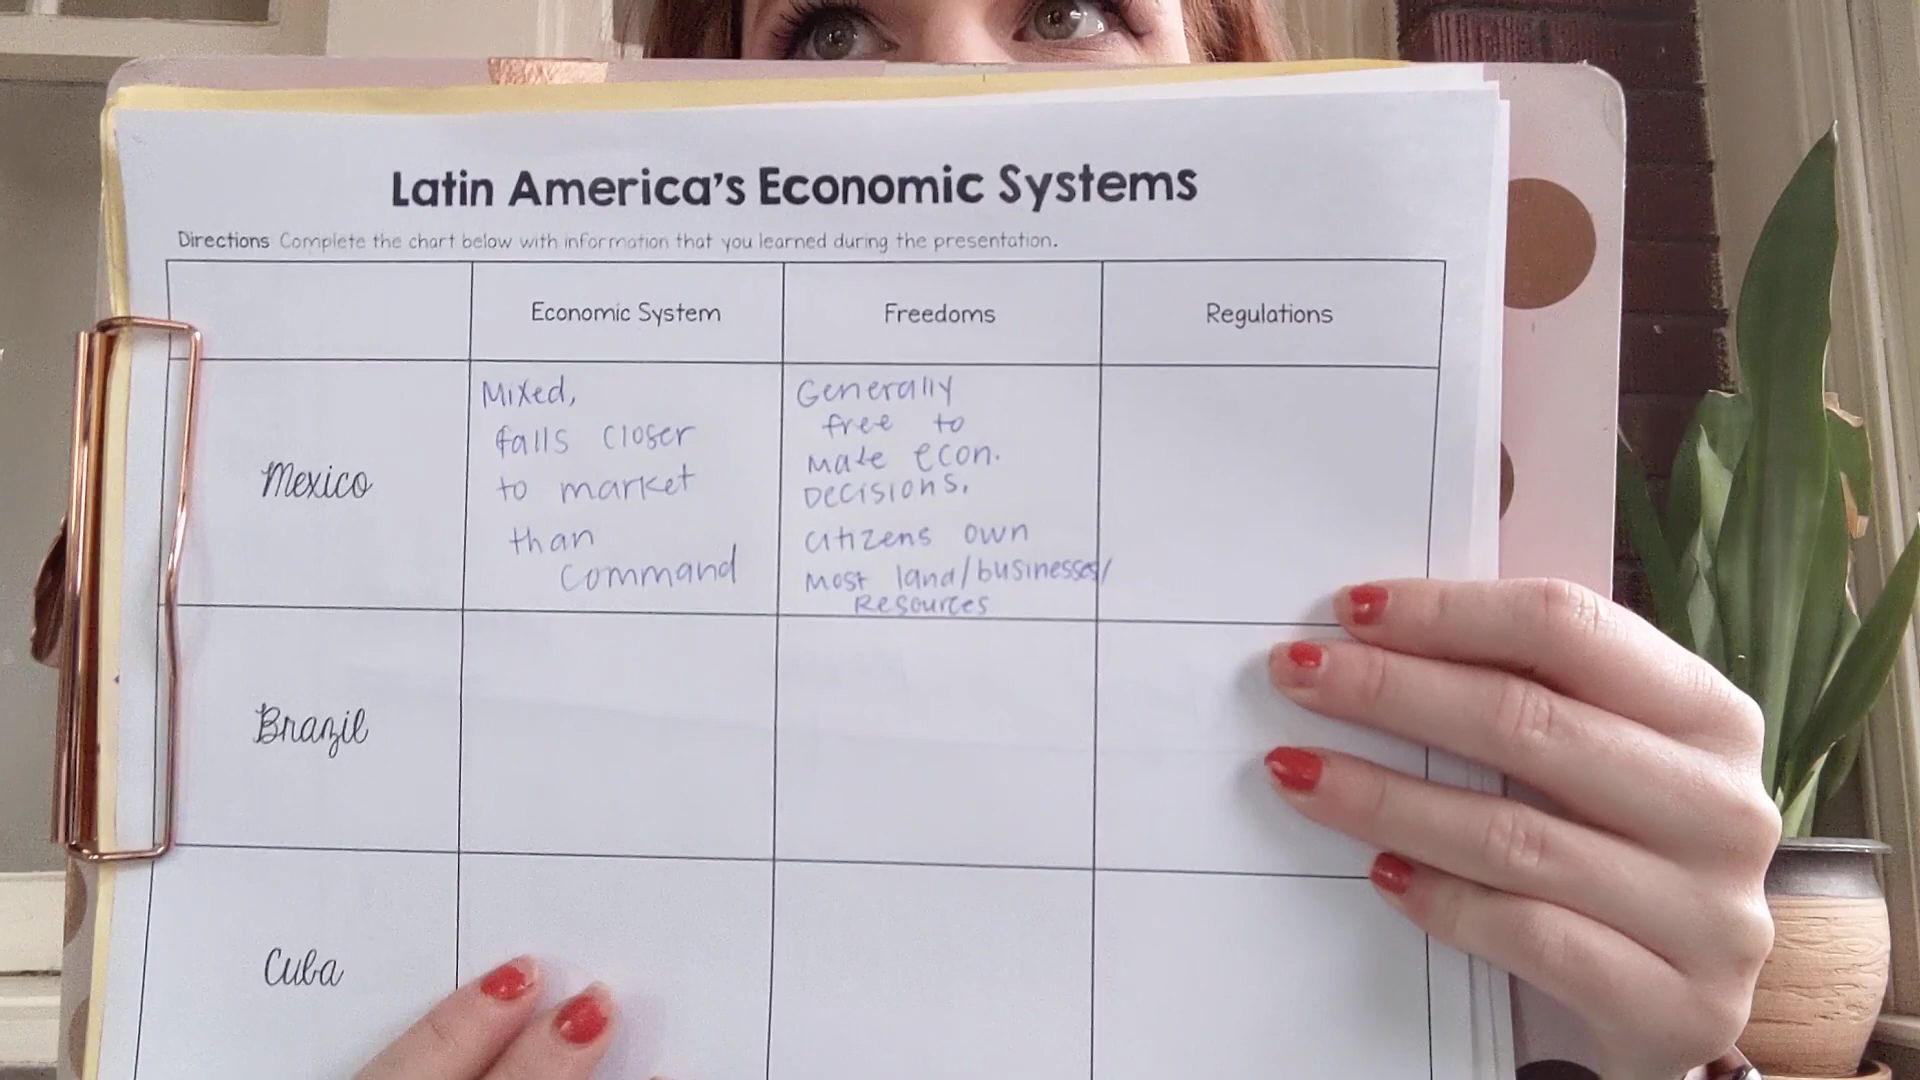 Latin America's Economic Systems
Directions Complete the chart below with information that you learned during the presentation.
Economic System
Freedoms
Regulations
Mexico
Mixed,
falls closer
to market
than
command
Generally
free to
make econ.
Decisions.
citizens own
most land/businesses/
Resources
Brazil
Cuba